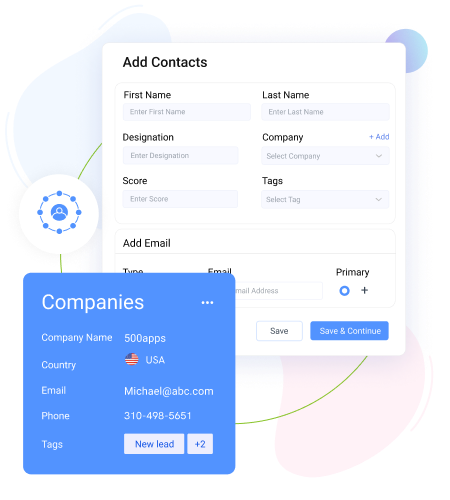 Add Contacts
First Name Last Name
Enter First Name Enter Last Name
Designation Company + Add
Enter Designation Select Company
Score Tags
Enter Score Select Tag
Add Email
Type Email Primary
Address
+
Save Save & Continue
Companies
Company Name 500apps
Country USA
Email Michael@abc.com
Phone 310-498-5651
Tags New lead +2